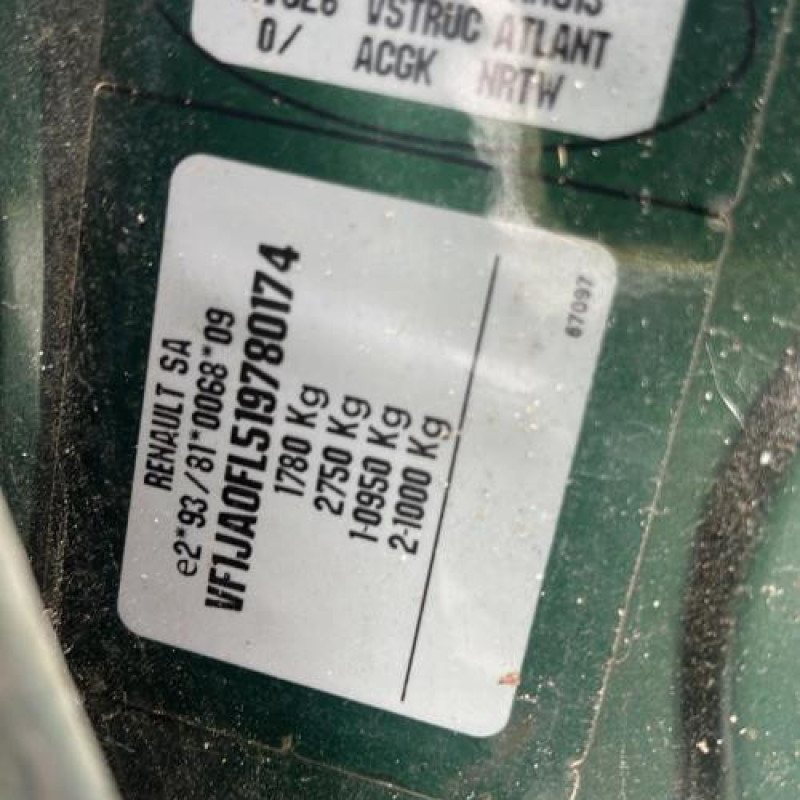 VSTRUC ATLANT
0/ ACGK NRTW
RENAULT SA
e2*93/81*0068*09
VF1JA0FL519780174
1780 Kg
2750 Kg
1-0950 Kg
2-1000 Kg
67097